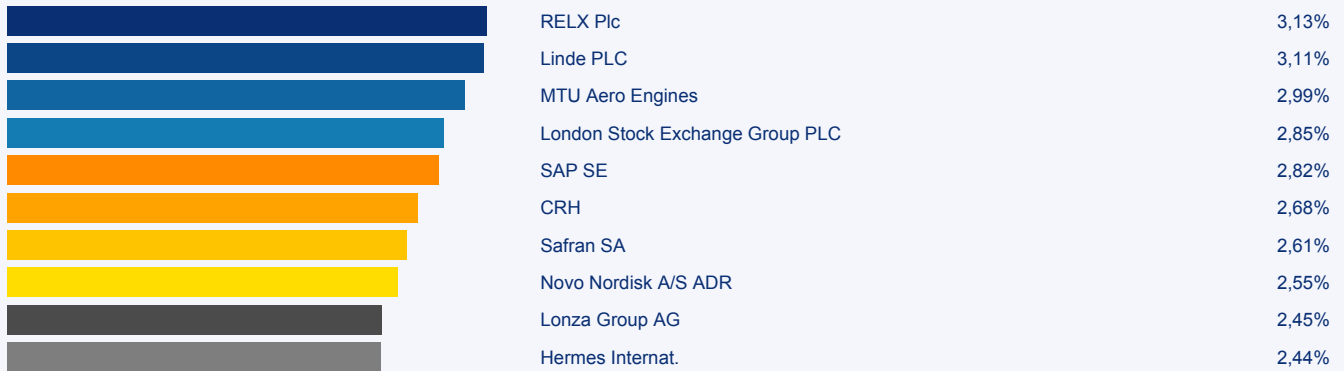 RELX Plc 3,13%
Linde PLC 3,11%
MTU Aero Engines 2,99%
London Stock Exchange Group PLC 2,85%
SAP SE 2,82%
CRH 2,68%
Safran SA 2,61%
Novo Nordisk A/S ADR 2,55%
Lonza Group AG 2,45%
Hermes Internat. 2,44%